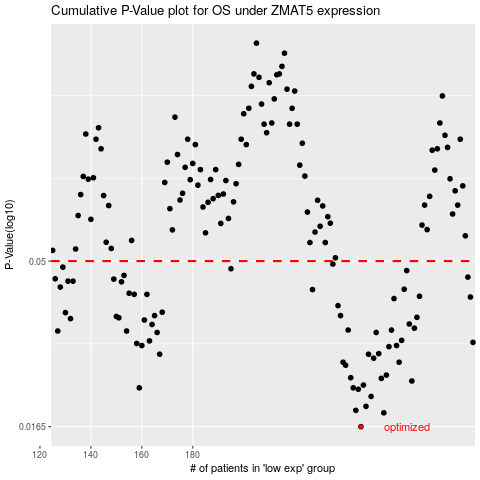 Cumulative P-Value plot for OS under ZMAT5 expression
P-Value(log10)
0.05
0.0165
optimized
120 140 160 180
# of patients in 'low exp' group